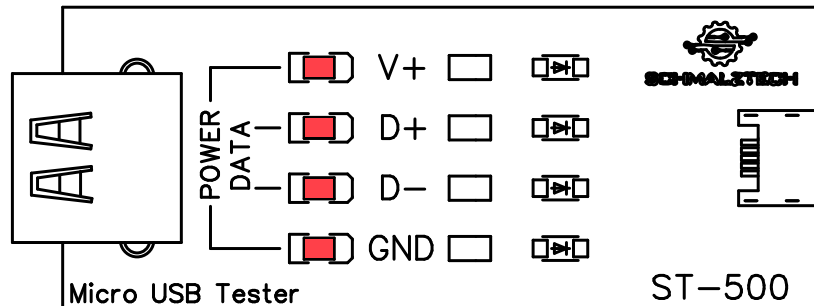 SCHMALZTECH
V+
D+
D-
GND
POWER
DATA
Micro USB Tester
ST-500